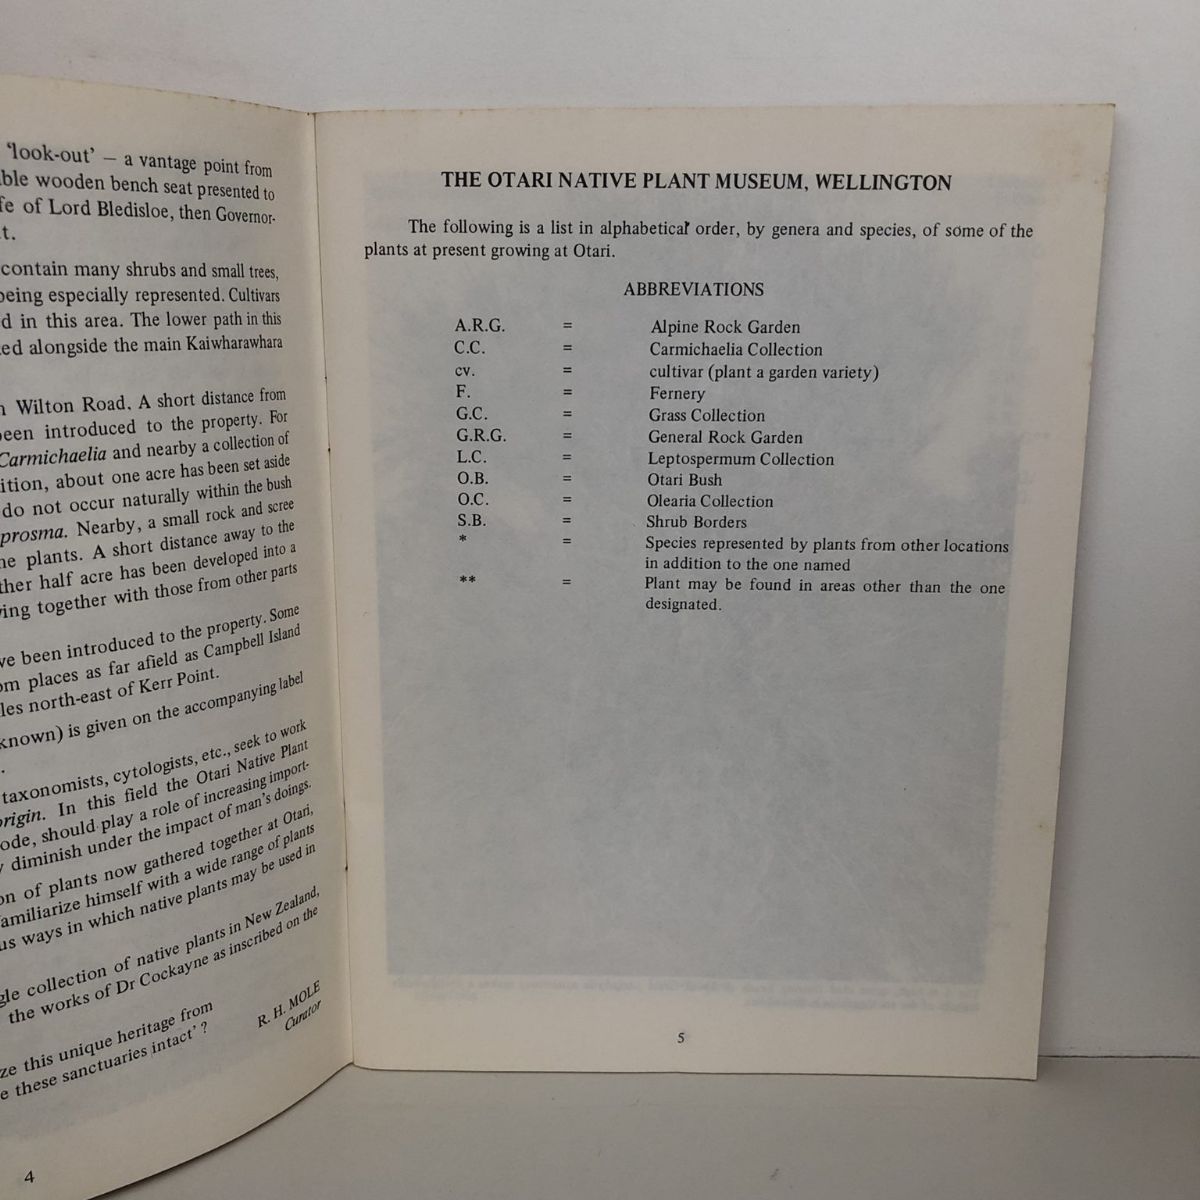 'look-out' — a vantage point from
ble wooden bench seat presented to
fe of Lord Bledisloe, then Governor-
t.
contain many shrubs and small trees,
being especially represented. Cultivars
d in this area. The lower path in this
ed alongside the main Kaiwharawhara
n Wilton Road. A short distance from
been introduced to the property. For
Carmichaelia and nearby a collection of
ition, about one acre has been set aside
do not occur naturally within the bush
prosma. Nearby, a small rock and scree
ne plants. A short distance away to the
ther half acre has been developed into a
ving together with those from other parts
ve been introduced to the property. Some
om places as far afield as Campbell Island
les north-east of Kerr Point.
known) is given on the accompanying label
.
taxonomists, cytologists, etc., seek to work
origin. In this field the Otari Native Plant
ode, should play a role of increasing import-
y diminish under the impact of man's doings.
on of plants now gathered together at Otari,
familiarize himself with a wide range of plants
us ways in which native plants may be used in
gle collection of native plants in New Zealand,
the works of Dr Cockayne as inscribed on the
ze this unique heritage from
e these sanctuaries intact' ?
R. H. MOLE
Curator
4
THE OTARI NATIVE PLANT MUSEUM, WELLINGTON
The following is a list in alphabetical order, by genera and species, of some of the
plants at present growing at Otari.
ABBREVIATIONS
A.R.G. = Alpine Rock Garden
C.C. = Carmichaelia Collection
cv. = cultivar (plant a garden variety)
F. = Fernery
G.C. = Grass Collection
G.R.G. = General Rock Garden
L.C. = Leptospermum Collection
O.B. = Otari Bush
O.C. = Olearia Collection
S.B. = Shrub Borders
* = Species represented by plants from other locations
in addition to the one named
** = Plant may be found in areas other than the one
designated.
5